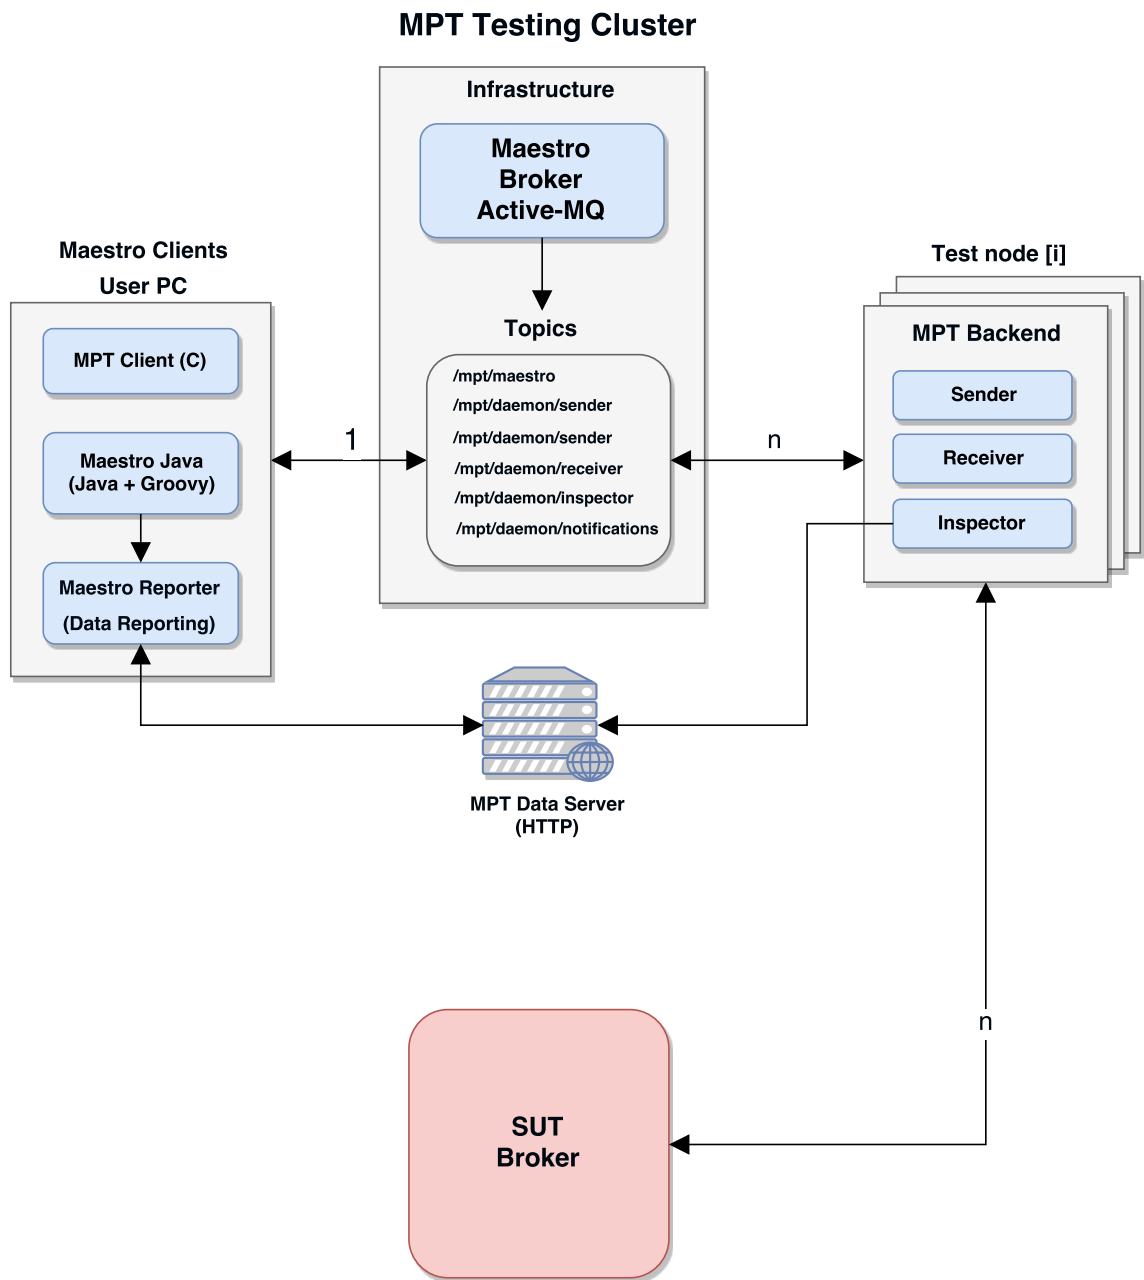 MPT Testing Cluster
Infrastructure
Maestro
Broker
Active-MQ
Topics
/mpt/maestro
/mpt/daemon/sender
/mpt/daemon/sender
/mpt/daemon/receiver
/mpt/daemon/inspector
/mpt/daemon/notifications
Maestro Clients
User PC
MPT Client (C)
Maestro Java
(Java + Groovy)
Maestro Reporter
(Data Reporting)
1
n
Test node [i]
MPT Backend
Sender
Receiver
Inspector
MPT Data Server
(HTTP)
n
SUT
Broker